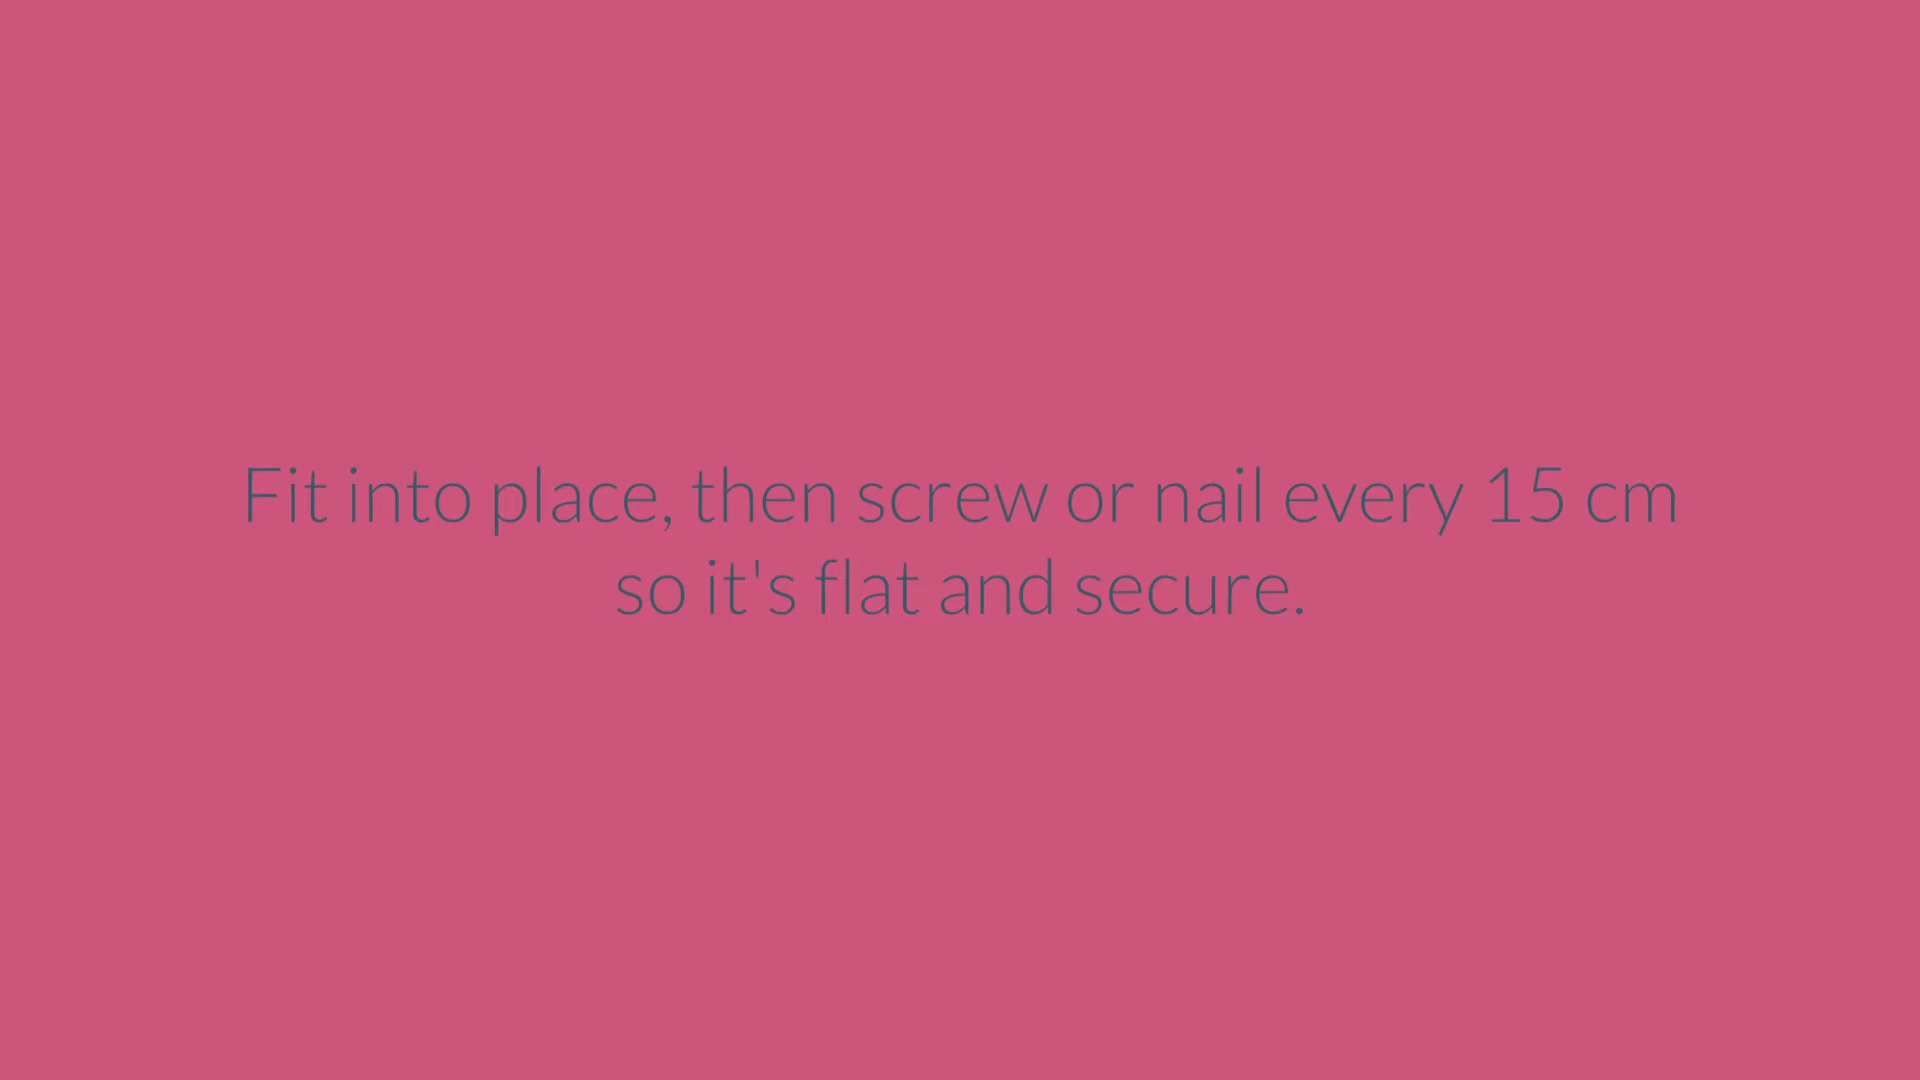 Fit into place, then screw or nail every 15 cm
so it's flat and secure.